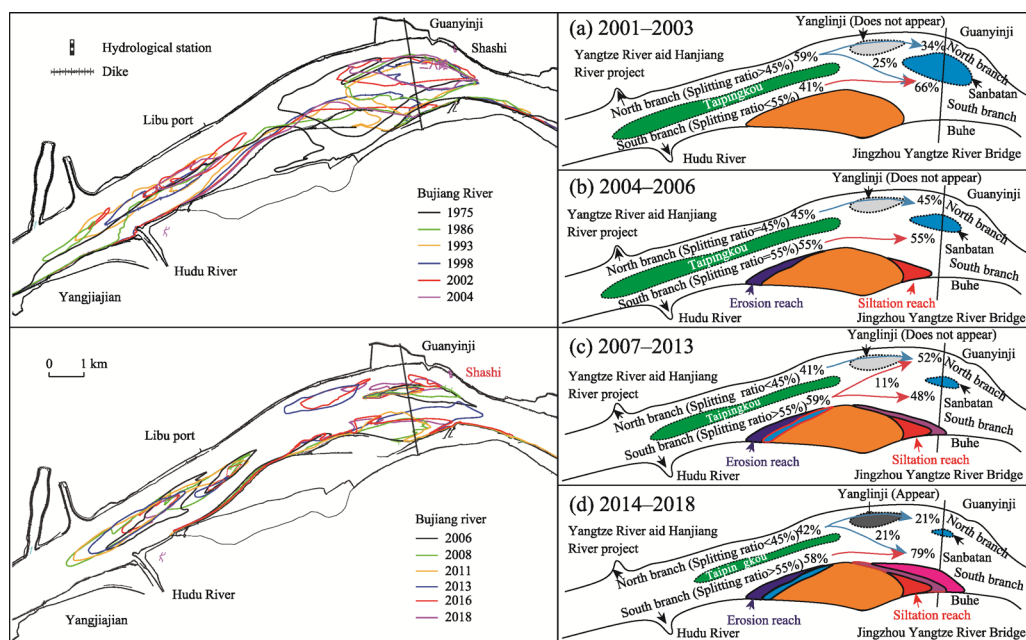 Guanyinji
Shashi
Hydrological station
Dike
Libu port
Bujiang River
1975
1986
1993
1998
2002
2004
Hudu River
Yangjiajian
0 1 km
Guanyinji
Shashi
Libu port
Bujiang river
2006
2008
2011
2013
2016
2018
Hudu River
Yangjiajian
(a) 2001–2003
Yanglinji (Does not appear)
Guanyinji
Yangtze River aid Hanjiang
River project
59%
34%
25%
North branch
North branch (Splitting ratio>45%)
Taipingkou
41%
66%
Sanbatan
South branch (Splitting ratio<55%)
South branch
Buhe
Hudu River
Jingzhou Yangtze River Bridge
(b) 2004–2006
Yanglinji (Does not appear)
Guanyinji
Yangtze River aid Hanjiang
River project
45%
45%
North branch
North branch (Splitting ratio=45%)
Taipingkou
55%
55%
Sanbatan
South branch (Splitting ratio=55%)
South branch
Erosion reach
Siltation reach
Buhe
Hudu River
Jingzhou Yangtze River Bridge
(c) 2007–2013
Yanglinji (Does not appear)
Guanyinji
Yangtze River aid Hanjiang
River project
41%
52%
11%
North branch
North branch (Splitting ratio<45%)
Taipingkou
59%
48%
Sanbatan
South branch (Splitting ratio>55%)
South branch
Buhe
Erosion reach
Siltation reach
Hudu River
Jingzhou Yangtze River Bridge
(d) 2014–2018
Yanglinji (Appear)
Guanyinji
Yangtze River aid Hanjiang
River project
42%
21%
21%
North branch
North branch (Splitting ratio<45%)
Taipin gkou
58%
79%
Sanbatan
South branch (Splitting ratio>55%)
South branch
Buhe
Erosion reach
Siltation reach
Hudu River
Jingzhou Yangtze River Bridge